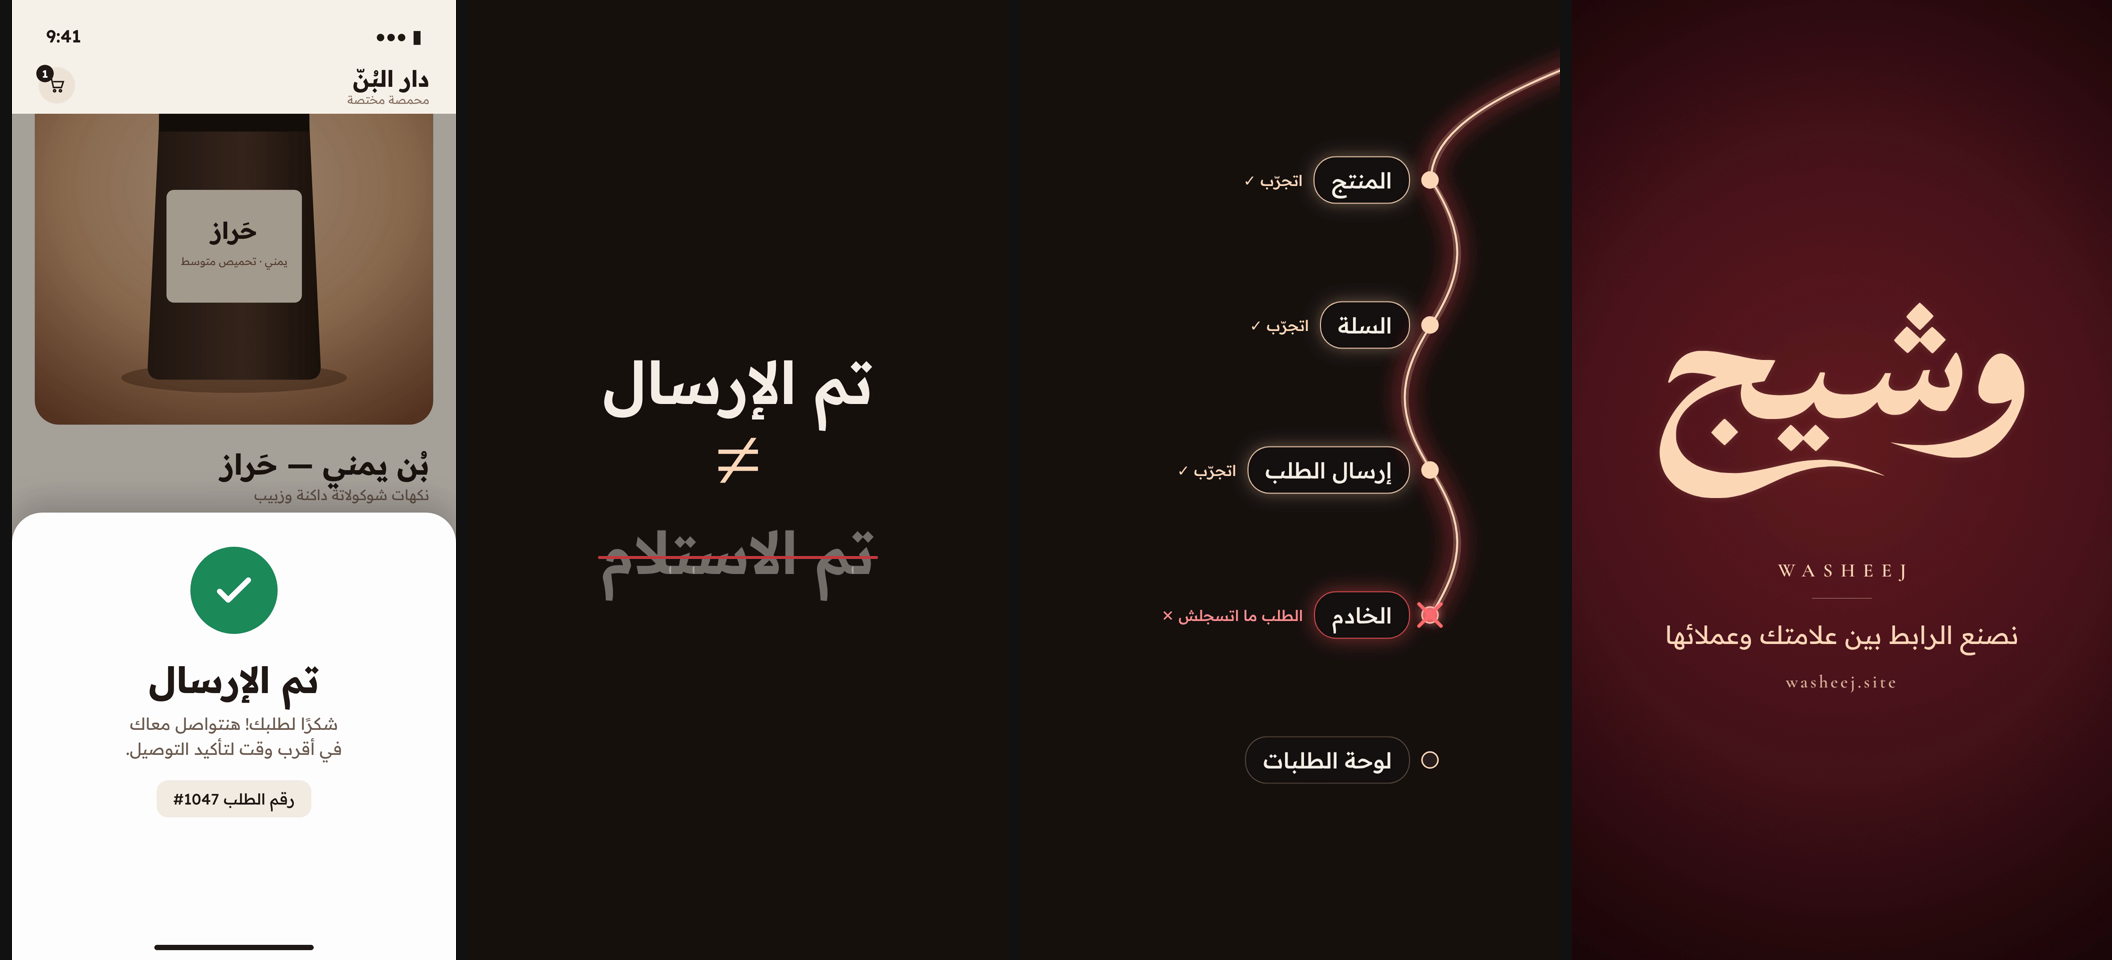 9:41
1
دار البُنّ
محمصة مختصة
حَراز
يمني · تحميص متوسط
بُن يمني — حَراز
نكهات شوكولاتة داكنة وزبيب
تم الإرسال
شكرًا لطلبك! هنتواصل معاك
في أقرب وقت لتأكيد التوصيل.
رقم الطلب 1047#
تم الإرسال
≠
تم الاستلام
المنتج
اتجرّب ✓
السلة
اتجرّب ✓
إرسال الطلب
اتجرّب ✓
الخادم
الطلب ما اتسجلش ✕
لوحة الطلبات
وشيج
WASHEEJ
نصنع الرابط بين علامتك وعملائها
washeej.site